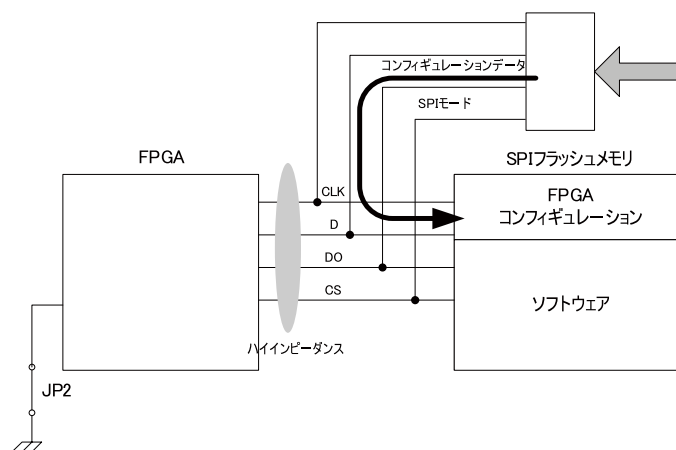 コンフィギュレーションデータ
SPIモード
FPGA
SPIフラッシュメモリ
CLK
FPGA
コンフィギュレーション
D
DO
CS
ソフトウェア
ハイインピーダンス
JP2